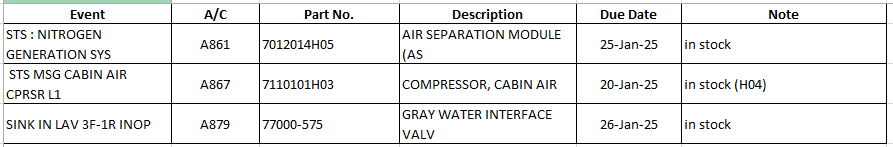 Event A/C Part No. Description Due Date Note
STS : NITROGEN
GENERATION SYS A861 7012014H05 AIR SEPARATION MODULE
(AS 25-Jan-25 in stock
STS MSG CABIN AIR
CPRSR L1 A867 7110101H03 COMPRESSOR, CABIN AIR 20-Jan-25 in stock (H04)
SINK IN LAV 3F-1R INOP A879 77000-575 GRAY WATER INTERFACE
VALV 26-Jan-25 in stock